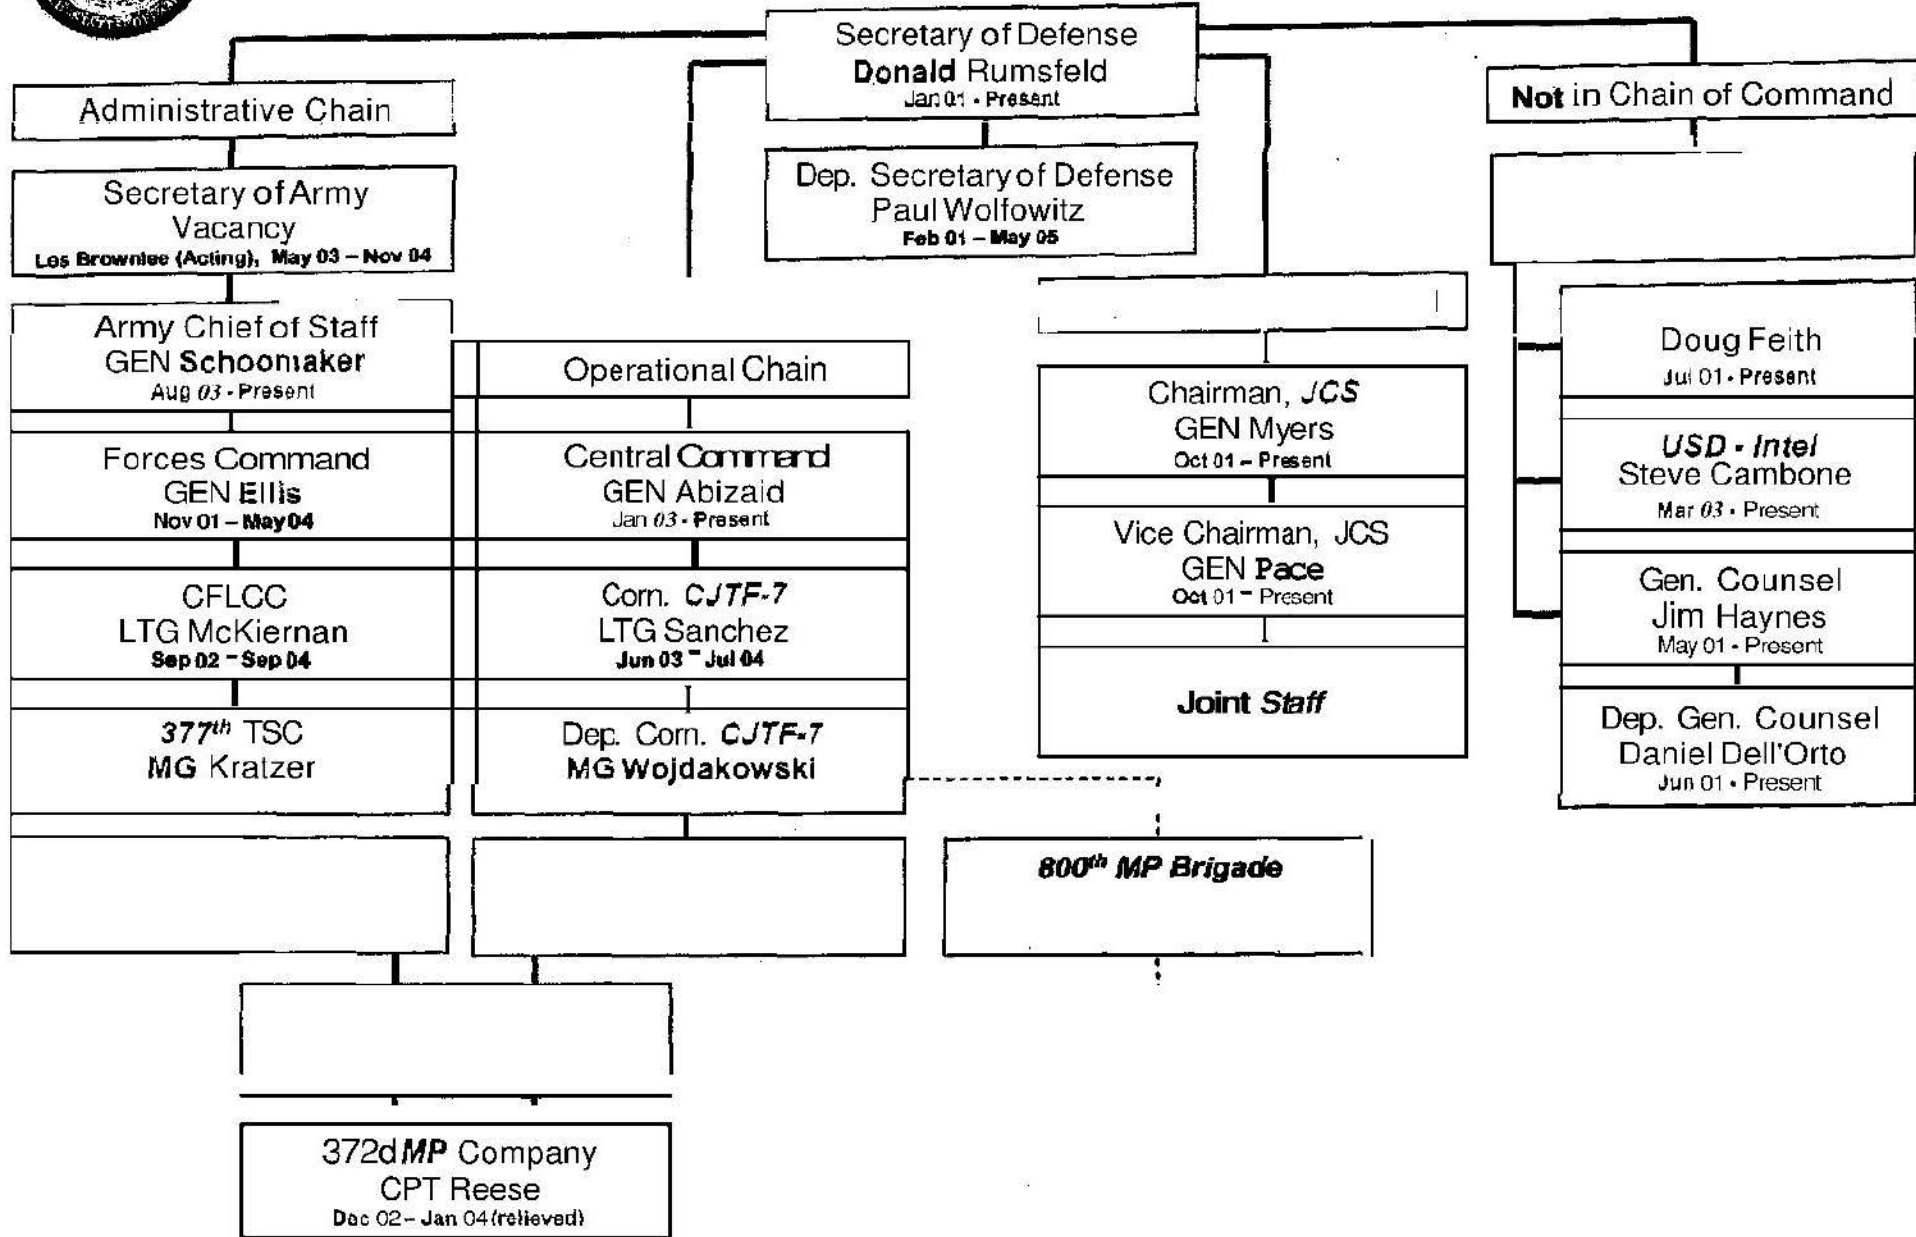 Secretary of Defense
Donald Rumsfeld
Jan 01 - Present
Administrative Chain
Not in Chain of Command
Dep. Secretary of Defense
Paul Wolfowitz
Feb 01 – May 05
Secretary of Army
Vacancy
Les Brownlee (Acting), May 03 – Nov 04
Army Chief of Staff
GEN Schoomaker
Aug 03 - Present
Operational Chain
Forces Command
GEN Ellis
Nov 01 – May 04
Central Command
GEN Abizaid
Jan 03 - Present
CFLCC
LTG McKiernan
Sep 02 – Sep 04
Corn. CJTF-7
LTG Sanchez
Jun 03 – Jul 04
377th TSC
MG Kratzer
Dep. Corn. CJTF-7
MG Wojdakowski
Chairman, JCS
GEN Myers
Oct 01 – Present
Vice Chairman, JCS
GEN Pace
Oct 01 – Present
Joint Staff
Doug Feith
Jul 01 - Present
USD - Intel
Steve Cambone
Mar 03 - Present
Gen. Counsel
Jim Haynes
May 01 - Present
Dep. Gen. Counsel
Daniel Dell'Orto
Jun 01 - Present
800th MP Brigade
372d MP Company
CPT Reese
Dec 02 – Jan 04 (relieved)